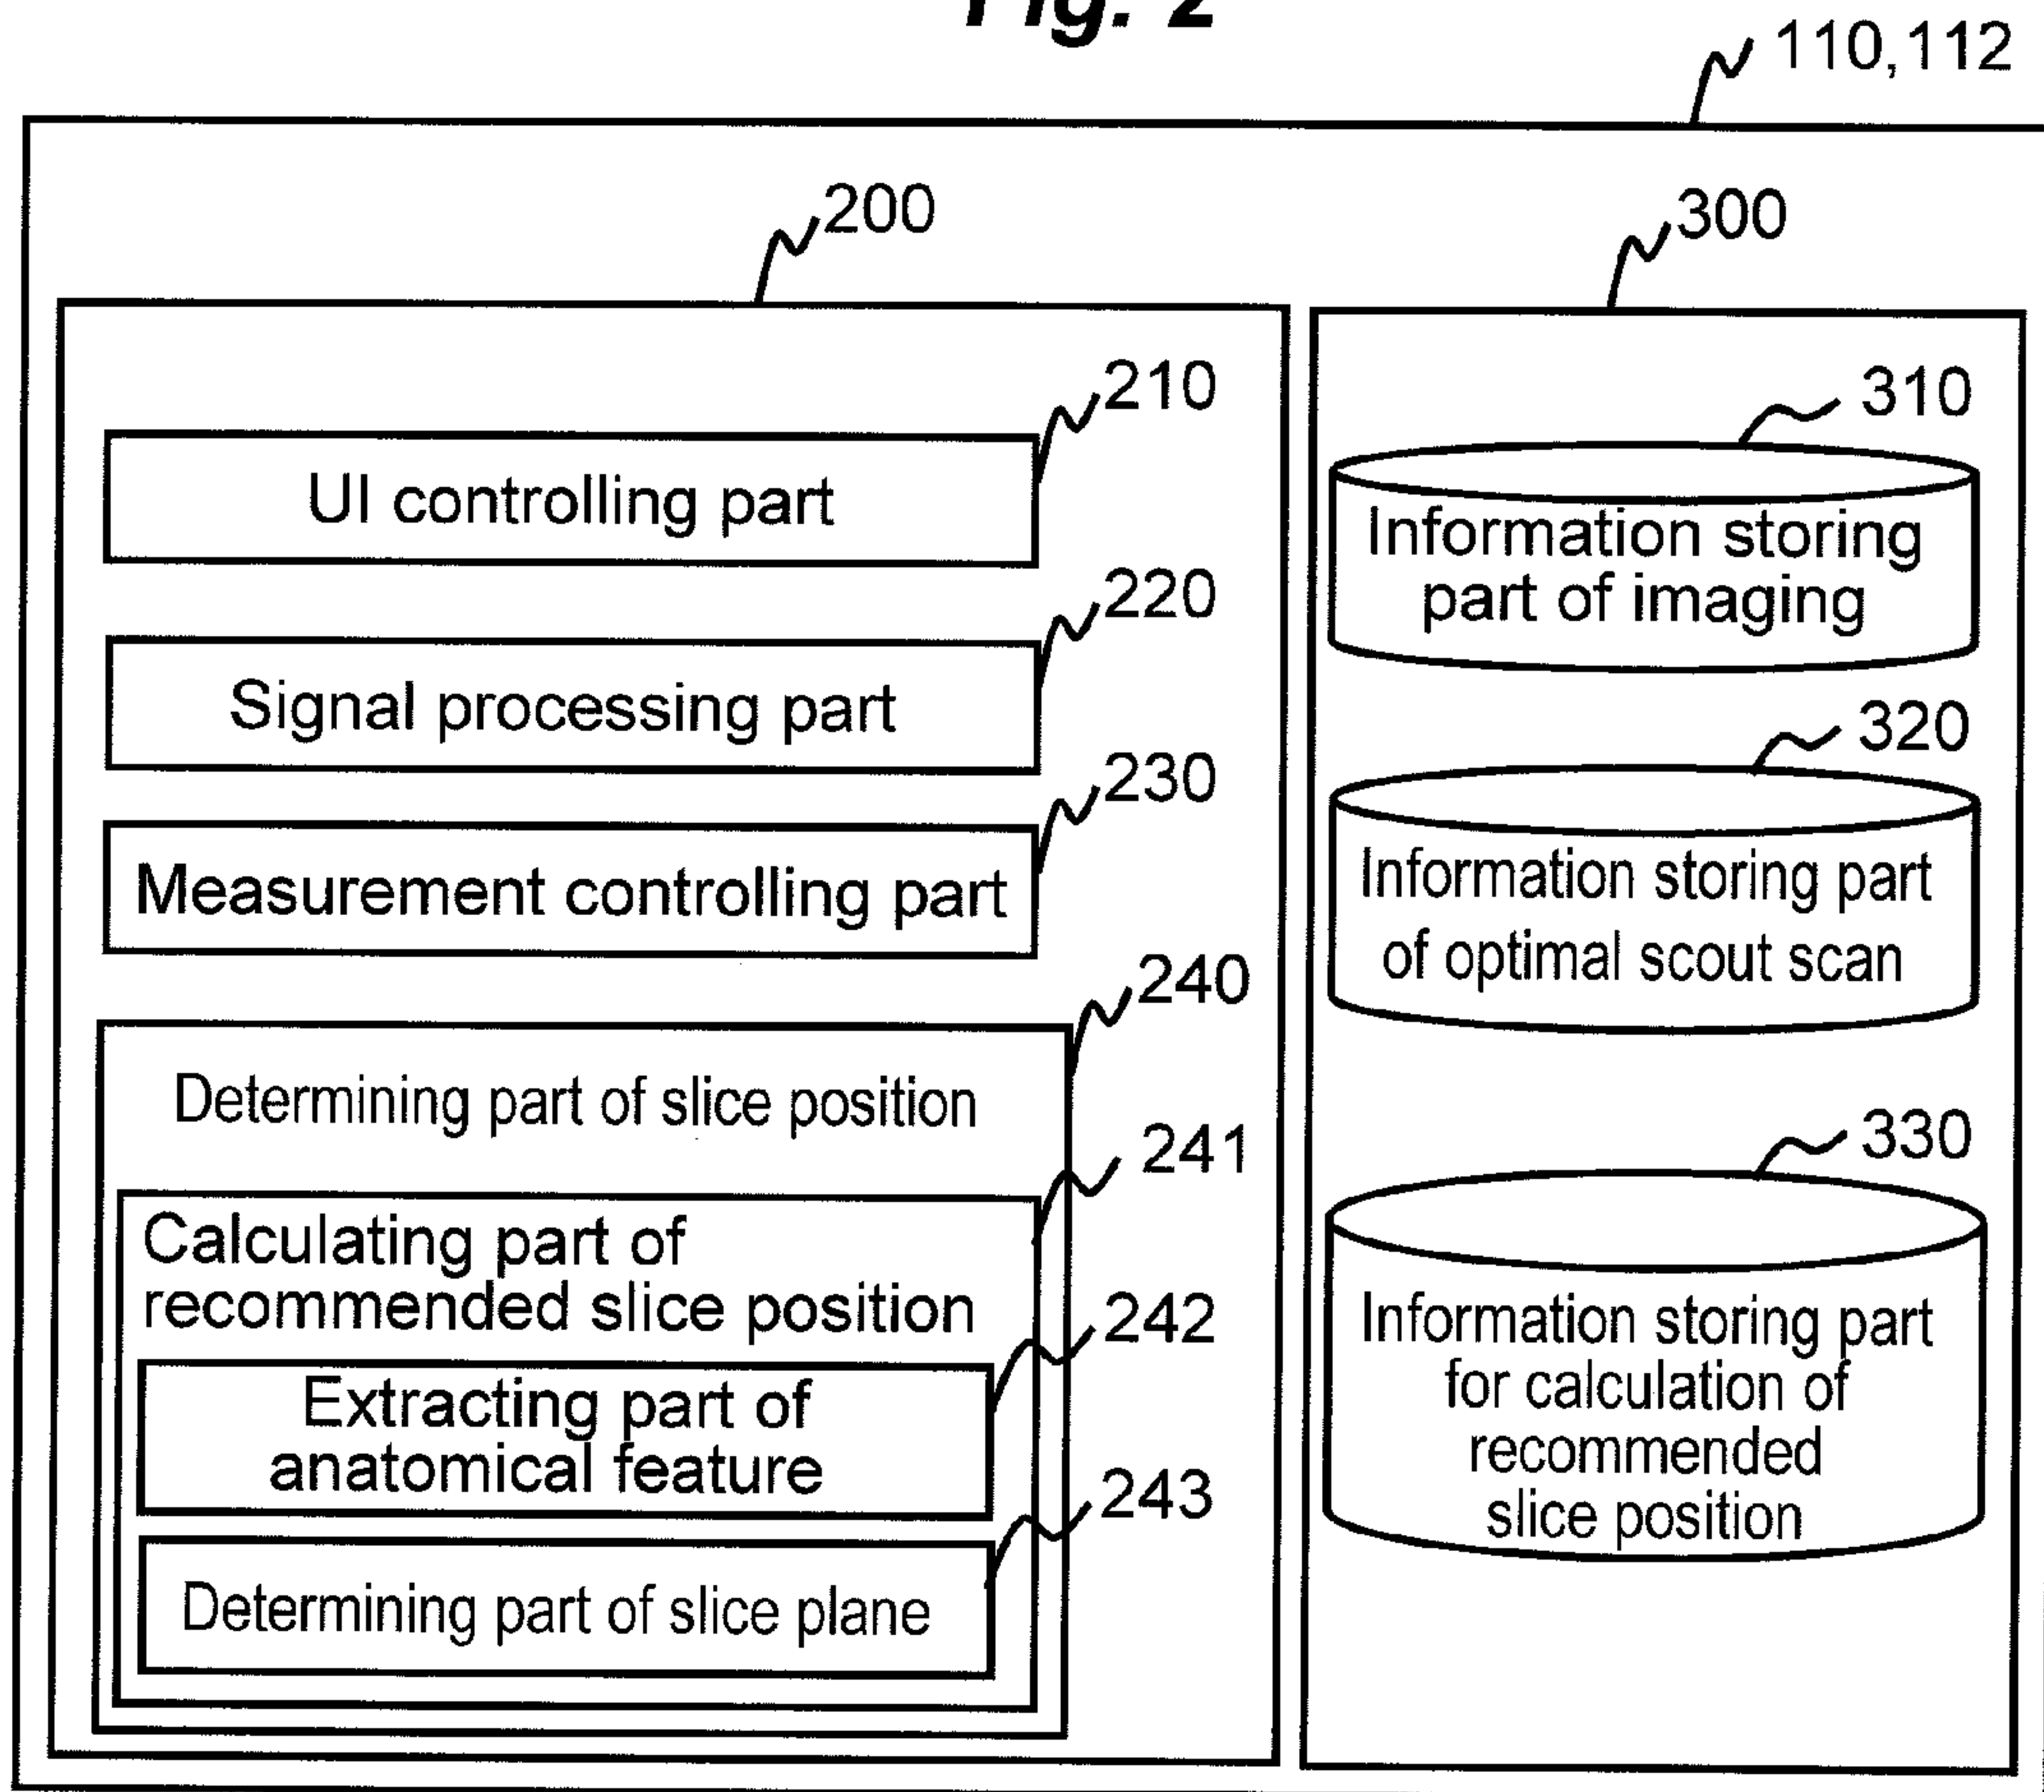 Fig. 2
110,112
200
300
210
UI controlling part
220
Signal processing part
230
Measurement controlling part
240
Determining part of slice position
241
Calculating part of
recommended slice position
242
Extracting part of
anatomical feature
243
Determining part of slice plane
310
Information storing
part of imaging
320
Information storing part
of optimal scout scan
330
Information storing part
for calculation of
recommended
slice position